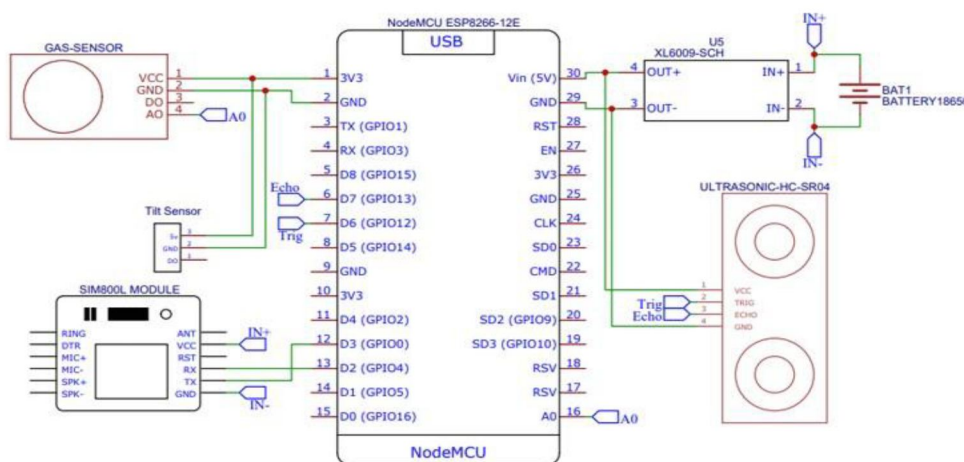 NodeMCU ESP8266-12E
USB
GAS-SENSOR
VCC 1
GND 2
DO 3
AO 4
A0
Tilt Sensor
5v 3
GND 2
DO 1
SIM800L MODULE
RING
DTR
MIC+
MIC-
SPK+
SPK-
ANT
VCC
RST
RX
TX
GND
IN+
IN-
Echo
Trig
1 3V3
2 GND
3 TX (GPIO1)
4 RX (GPIO3)
5 D8 (GPIO15)
6 D7 (GPIO13)
7 D6 (GPIO12)
8 D5 (GPIO14)
9 GND
10 3V3
11 D4 (GPIO2)
12 D3 (GPIO0)
13 D2 (GPIO4)
14 D1 (GPIO5)
15 D0 (GPIO16)
Vin (5V) 30
GND 29
RST 28
EN 27
3V3 26
GND 25
CLK 24
SD0 23
CMD 22
SD1 21
SD2 (GPIO9) 20
SD3 (GPIO10) 19
RSV 18
RSV 17
A0 16
A0
NodeMCU
U5
XL6009-SCH
4 OUT+
3 OUT-
IN+ 1
IN- 2
IN+
IN-
BAT1
BATTERY18650
ULTRASONIC-HC-SR04
1 VCC
2 TRIG
3 ECHO
4 GND
Trig
Echo